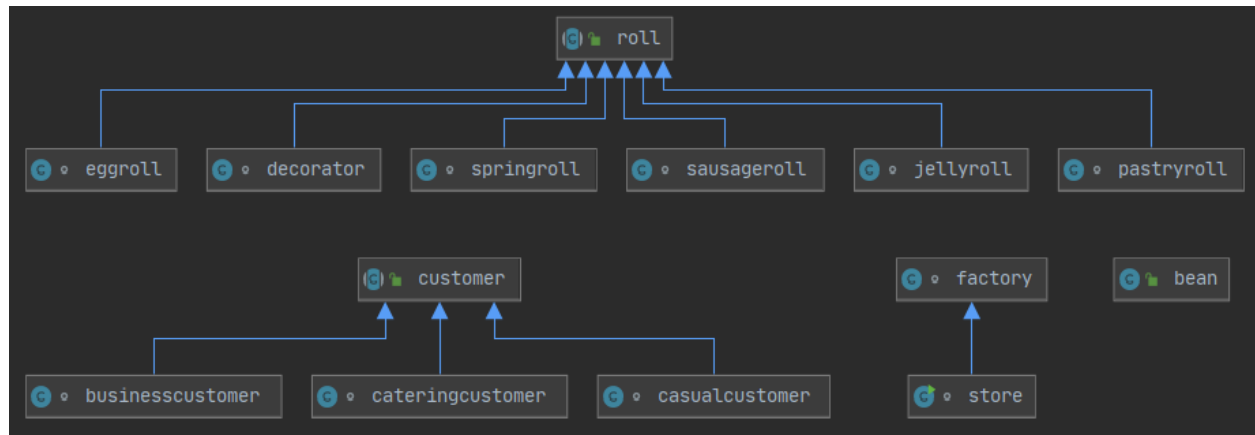 roll
eggroll decorator springroll sausageroll jellyroll pastryroll
customer factory bean
businesscustomer cateringcustomer casualcustomer store